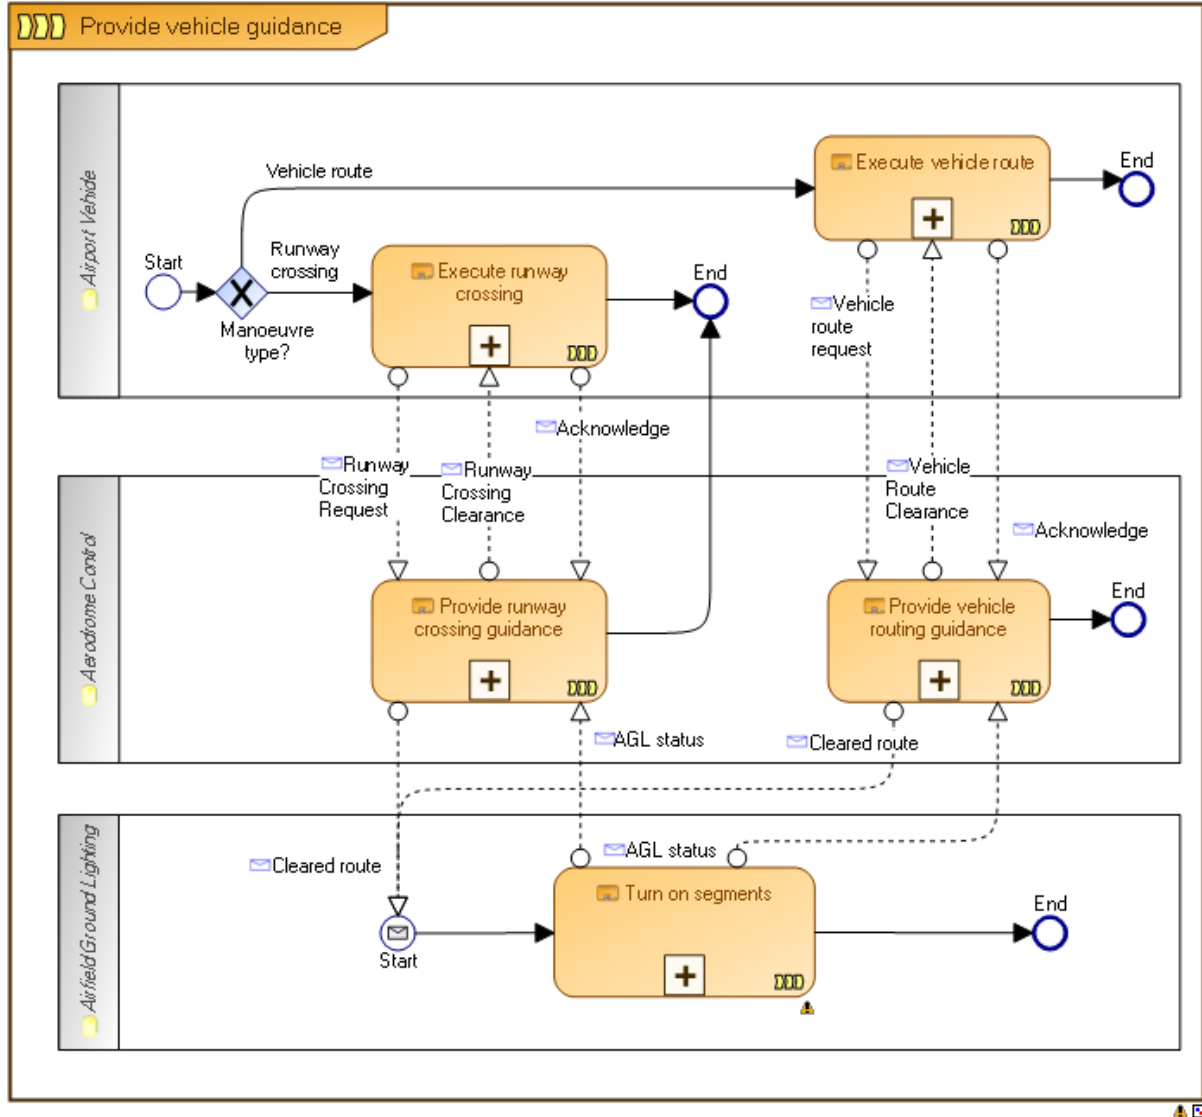 Provide vehicle guidance
Airport Vehicle
Start
Manoeuvre
type?
Vehicle route
Runway
crossing
Execute runway
crossing
End
Execute vehicle route
End
Vehicle
route
request
Acknowledge
Runway
Crossing
Request
Runway
Crossing
Clearance
Vehicle
Route
Clearance
Acknowledge
Aerodrome Control
Provide runway
crossing guidance
Provide vehicle
routing guidance
End
AGL status
Cleared route
Airfield Ground Lighting
Cleared route
AGL status
Start
Turn on segments
End